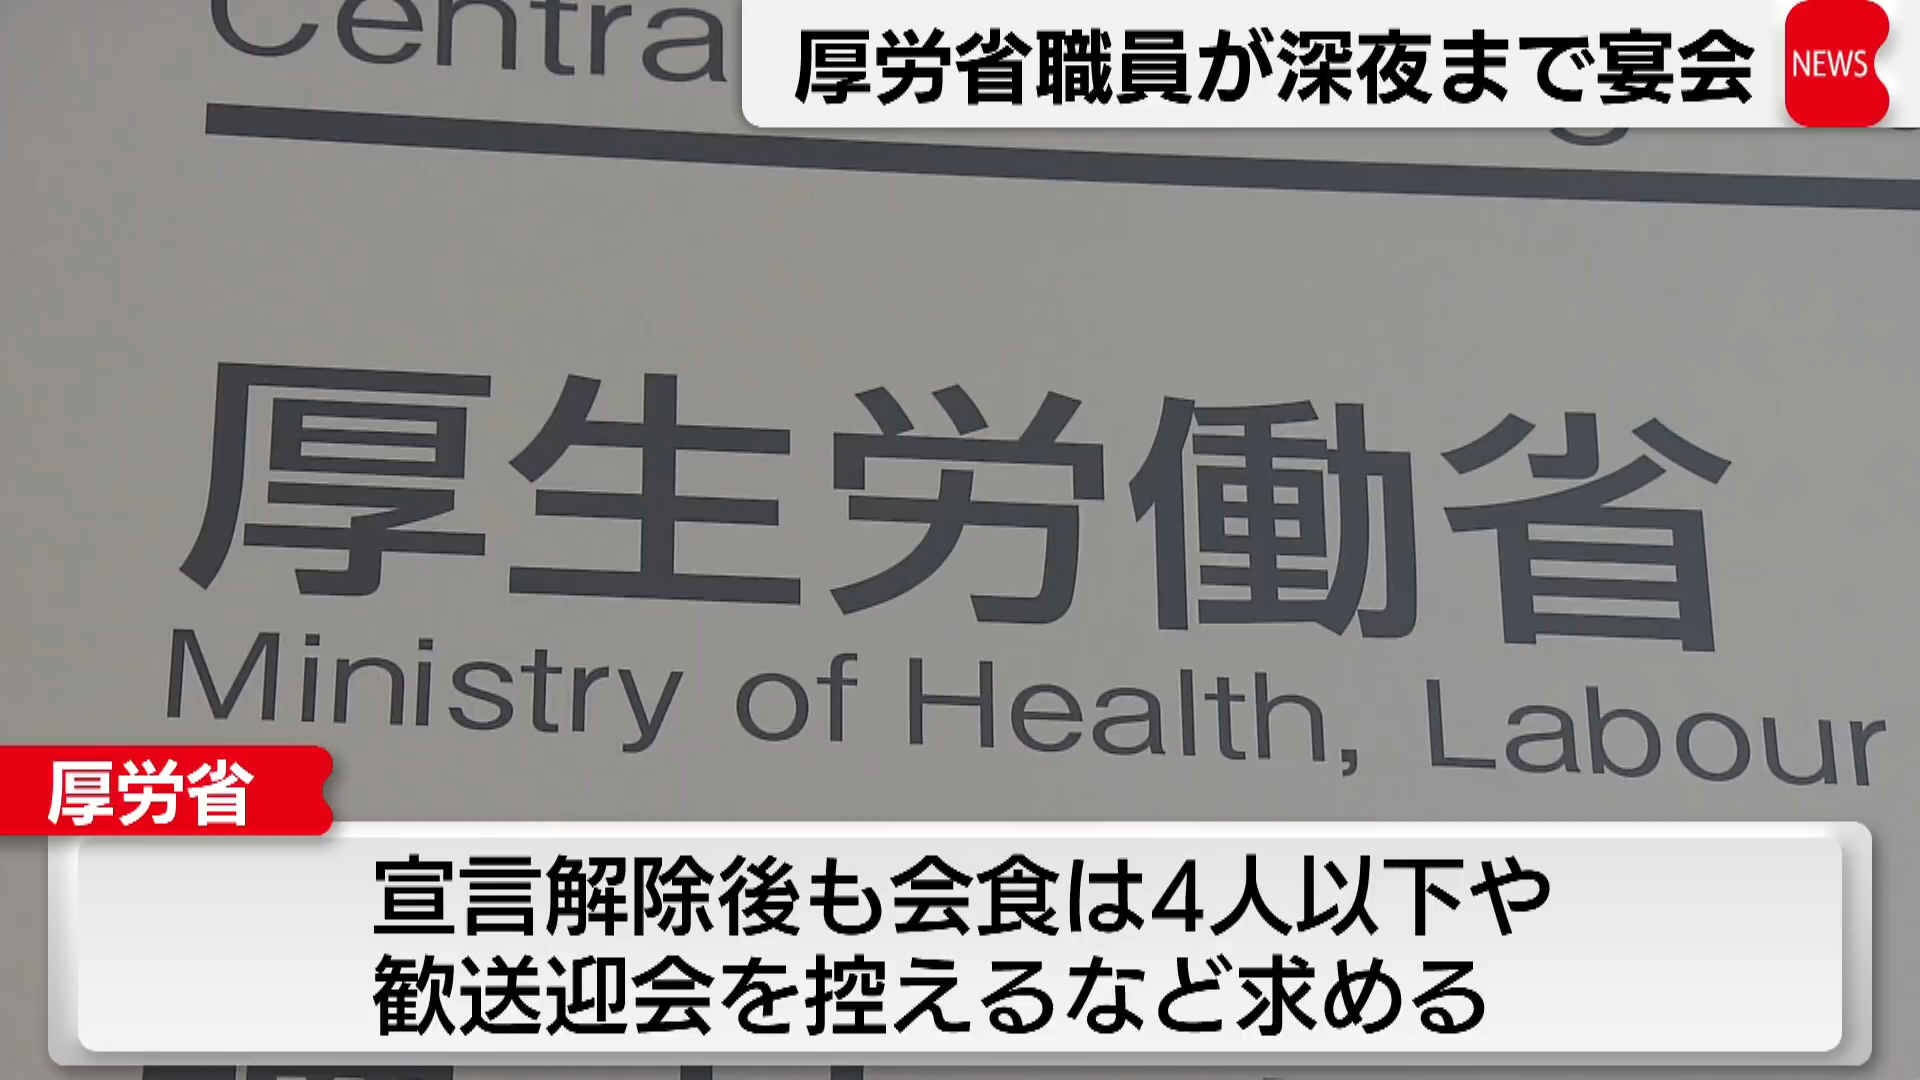 Centra
厚労省職員が深夜まで宴会
NEWS
厚生労働省
Ministry of Health, Labour
厚労省
宣言解除後も会食は4人以下や
歓送迎会を控えるなど求める